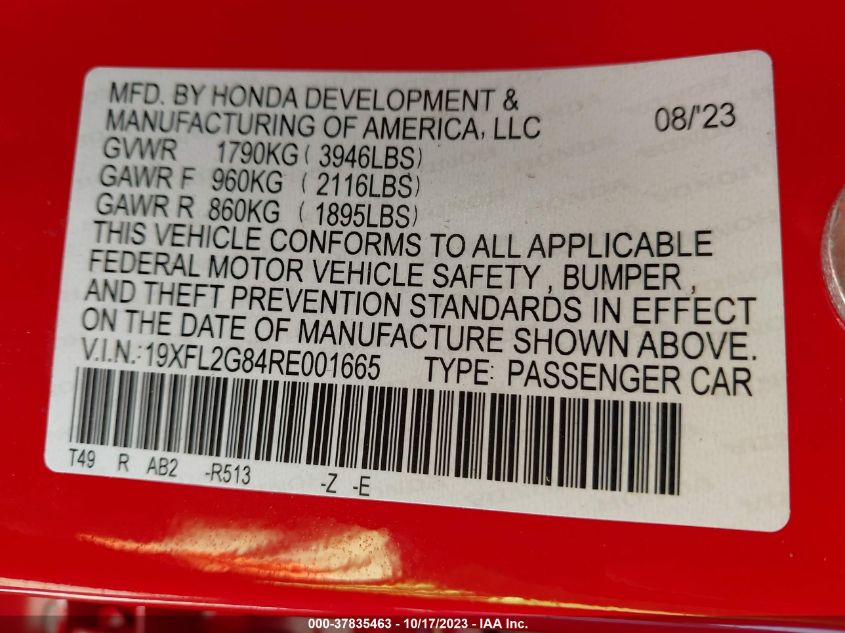 MFD. BY HONDA DEVELOPMENT &
MANUFACTURING OF AMERICA, LLC 08/'23
GVWR 1790KG ( 3946LBS)
GAWR F 960KG ( 2116LBS)
GAWR R 860KG ( 1895LBS)
THIS VEHICLE CONFORMS TO ALL APPLICABLE
FEDERAL MOTOR VEHICLE SAFETY , BUMPER ,
AND THEFT PREVENTION STANDARDS IN EFFECT
ON THE DATE OF MANUFACTURE SHOWN ABOVE.
V.I.N.: 19XFL2G84RE001665 TYPE: PASSENGER CAR
T49 R AB2 -R513 -Z -E
000-37835463 - 10/17/2023 - IAA Inc.